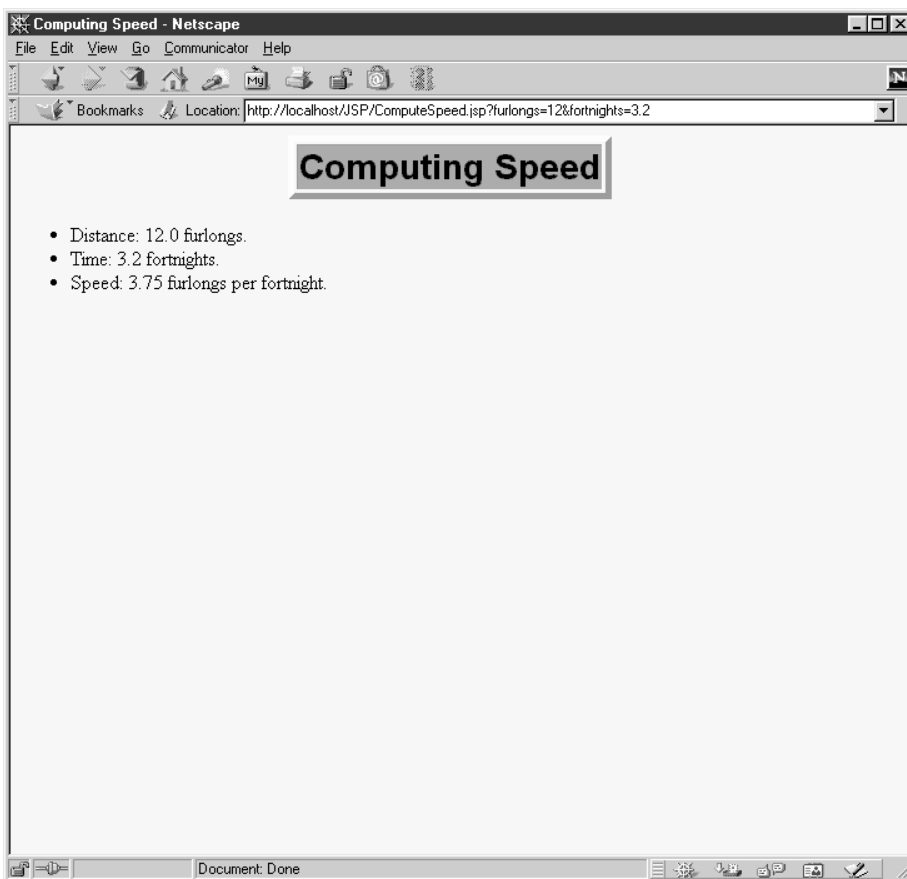 Computing Speed - Netscape
File Edit View Go Communicator Help
My
N
Bookmarks Location: http://localhost/JSP/ComputeSpeed.jsp?furlongs=12&fortnights=3.2
Computing Speed
• Distance: 12.0 furlongs.
• Time: 3.2 fortnights.
• Speed: 3.75 furlongs per fortnight.
Document: Done